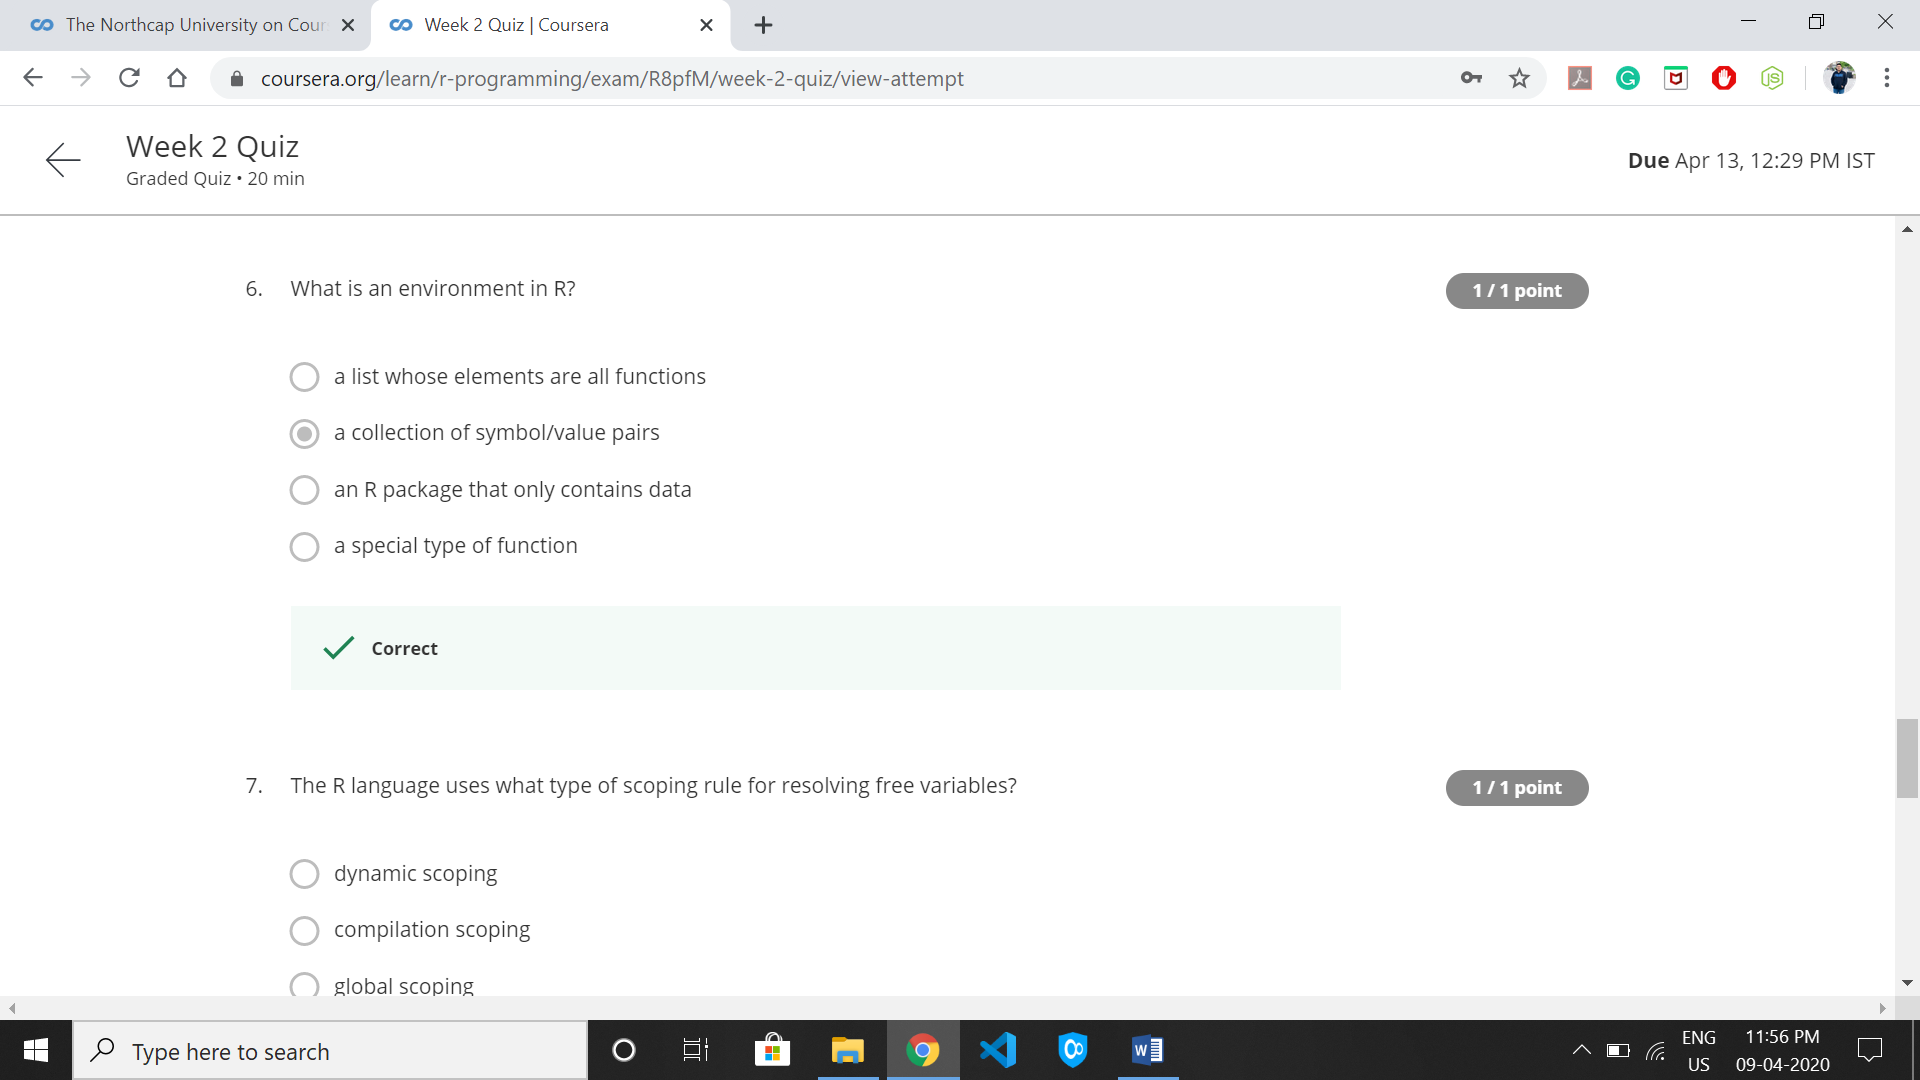 The Northcap University on Cour
Week 2 Quiz | Coursera
coursera.org/learn/r-programming/exam/R8pfM/week-2-quiz/view-attempt
Week 2 Quiz
Graded Quiz • 20 min
Due Apr 13, 12:29 PM IST
6. What is an environment in R?
1 / 1 point
a list whose elements are all functions
a collection of symbol/value pairs
an R package that only contains data
a special type of function
Correct
7. The R language uses what type of scoping rule for resolving free variables?
1 / 1 point
dynamic scoping
compilation scoping
global scoping
Type here to search
ENG
US
11:56 PM
09-04-2020